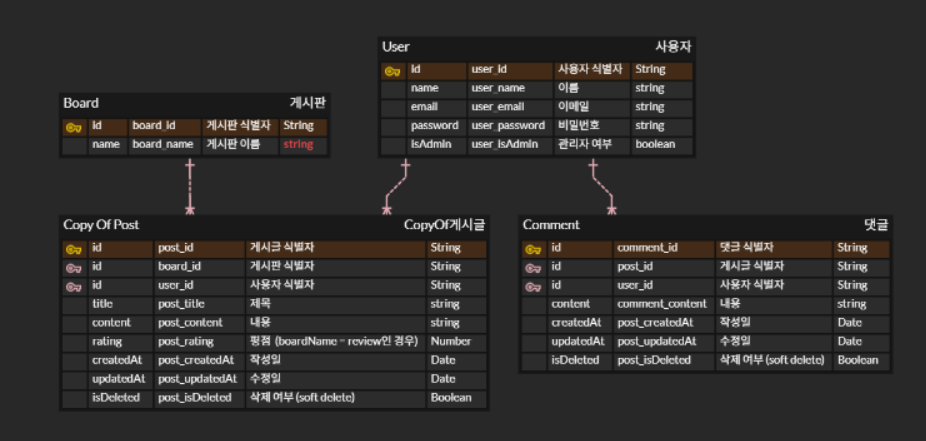 User 사용자
id user_id 사용자 식별자 String
name user_name 이름 string
email user_email 이메일 string
password user_password 비밀번호 string
isAdmin user_isAdmin 관리자 여부 boolean
Board 게시판
id board_id 게시판 식별자 String
name board_name 게시판 이름 string
Copy Of Post CopyOf게시글
id post_id 게시글 식별자 String
id board_id 게시판 식별자 String
id user_id 사용자 식별자 String
title post_title 제목 string
content post_content 내용 string
rating post_rating 평점 (boardName = review인 경우) Number
createdAt post_createdAt 작성일 Date
updatedAt post_updatedAt 수정일 Date
isDeleted post_isDeleted 삭제 여부 (soft delete) Boolean
Comment 댓글
id comment_id 댓글 식별자 String
id post_id 게시글 식별자 String
id user_id 사용자 식별자 String
content comment_content 내용 string
createdAt post_createdAt 작성일 Date
updatedAt post_updatedAt 수정일 Date
isDeleted post_isDeleted 삭제 여부 (soft delete) Boolean